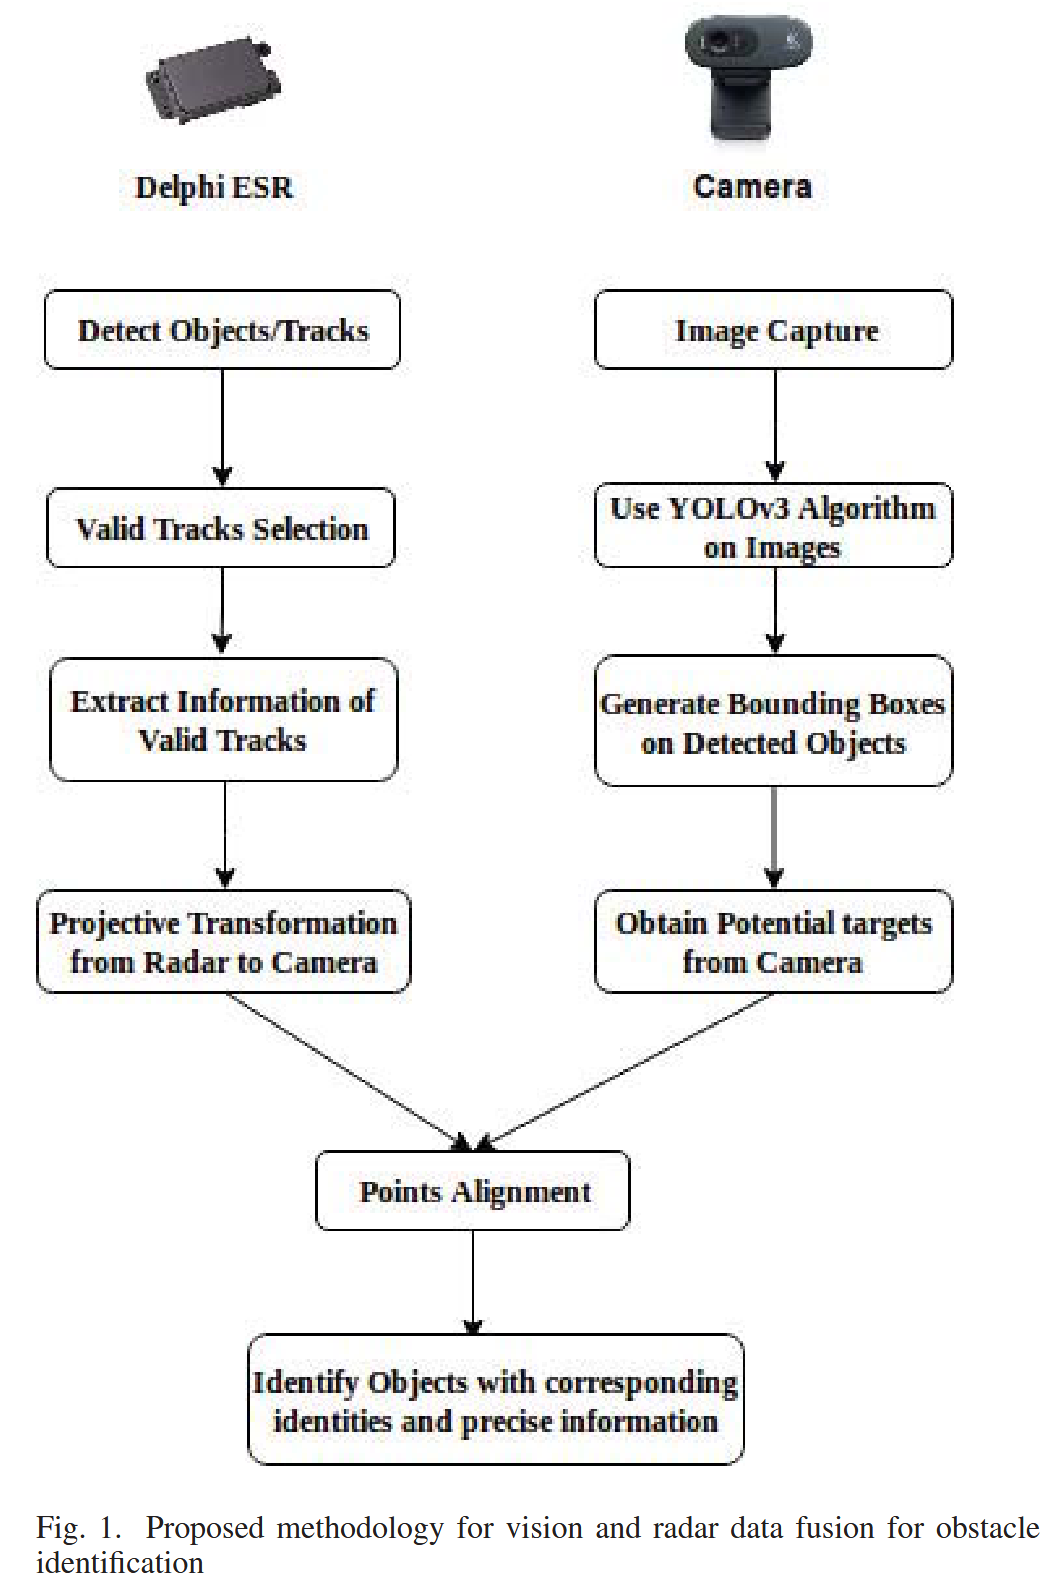 Delphi ESR
Camera
Detect Objects/Tracks
Image Capture
Valid Tracks Selection
Use YOLOv3 Algorithm
on Images
Extract Information of
Valid Tracks
Generate Bounding Boxes
on Detected Objects
Projective Transformation
from Radar to Camera
Obtain Potential targets
from Camera
Points Alignment
Identify Objects with corresponding
identities and precise information
Fig. 1. Proposed methodology for vision and radar data fusion for obstacle
identification